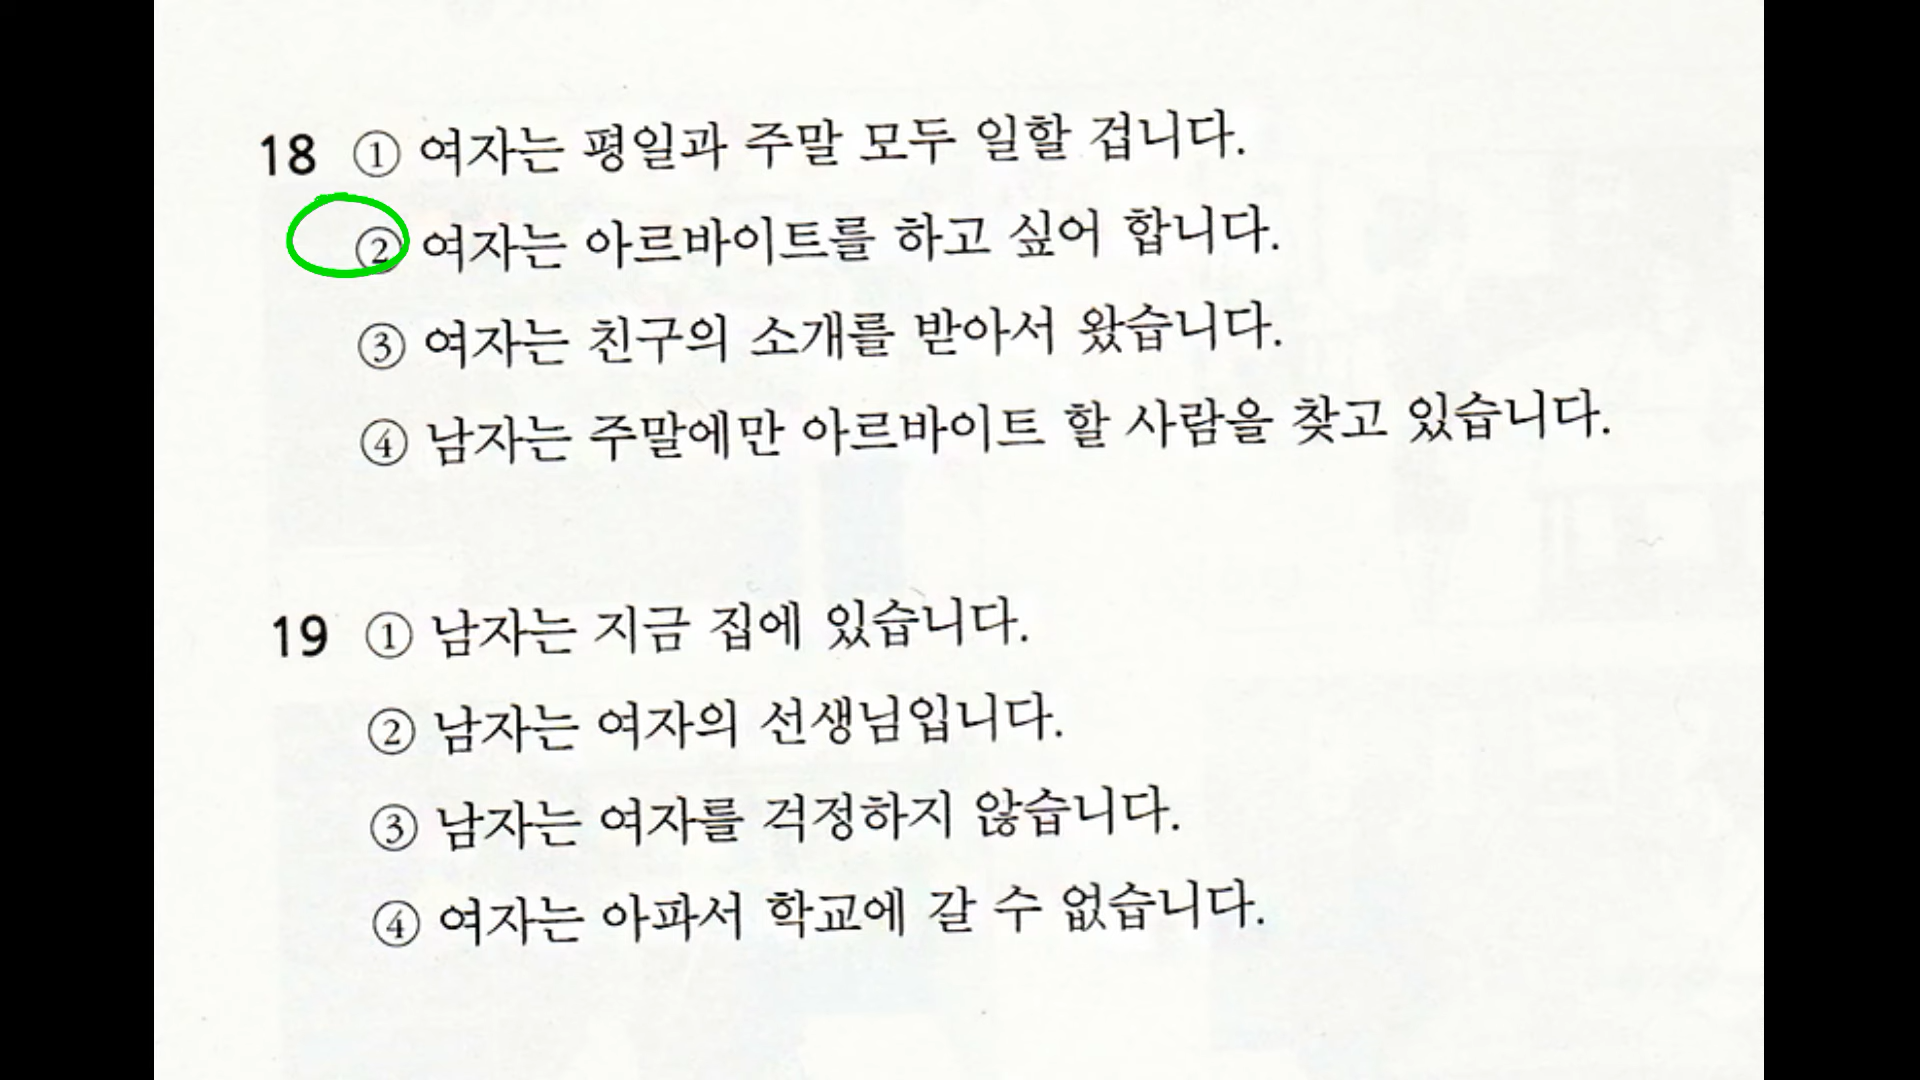 18 ① 여자는 평일과 주말 모두 일할 겁니다.
② 여자는 아르바이트를 하고 싶어 합니다.
③ 여자는 친구의 소개를 받아서 왔습니다.
④ 남자는 주말에만 아르바이트 할 사람을 찾고 있습니다.
19 ① 남자는 지금 집에 있습니다.
② 남자는 여자의 선생님입니다.
③ 남자는 여자를 걱정하지 않습니다.
④ 여자는 아파서 학교에 갈 수 없습니다.